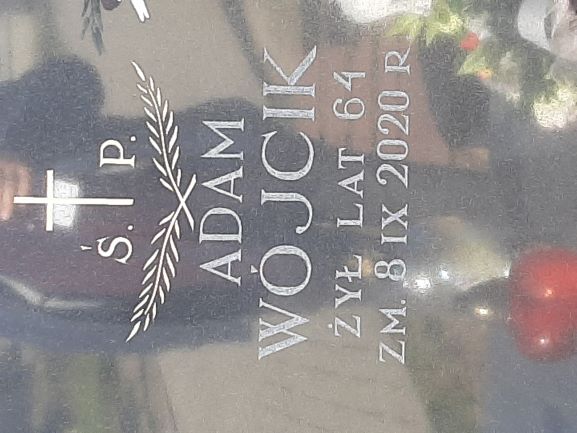 Ś. P.
ADAM
WÓJCIK
ŻYŁ LAT 64
ZM. 8 IX 2020 R.